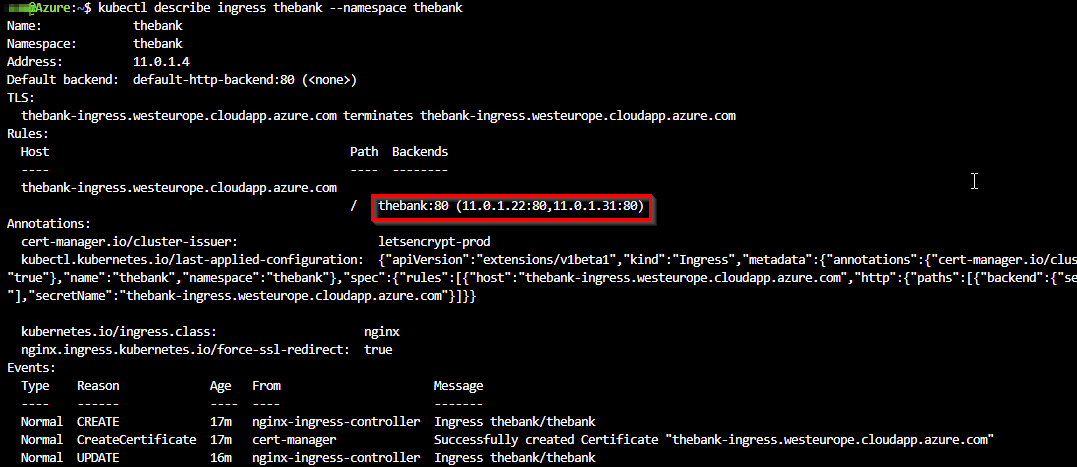 @Azure:~$ kubectl describe ingress thebank --namespace thebank
Name:             thebank
Namespace:        thebank
Address:          11.0.1.4
Default backend:  default-http-backend:80 (<none>)
TLS:
  thebank-ingress.westeurope.cloudapp.azure.com terminates thebank-ingress.westeurope.cloudapp.azure.com
Rules:
  Host                                           Path  Backends
  ----                                           ----  --------
  thebank-ingress.westeurope.cloudapp.azure.com
                                                 /   thebank:80 (11.0.1.22:80,11.0.1.31:80)
Annotations:
  cert-manager.io/cluster-issuer:                    letsencrypt-prod
  kubectl.kubernetes.io/last-applied-configuration:  {"apiVersion":"extensions/v1beta1","kind":"Ingress","metadata":{"annotations":{"cert-manager.io/clus
"true"},"name":"thebank","namespace":"thebank"},"spec":{"rules":[{"host":"thebank-ingress.westeurope.cloudapp.azure.com","http":{"paths":[{"backend":{"se
"],"secretName":"thebank-ingress.westeurope.cloudapp.azure.com"}]}}
  kubernetes.io/ingress.class:                     nginx
  nginx.ingress.kubernetes.io/force-ssl-redirect:  true
Events:
  Type    Reason             Age   From                      Message
  ----    ------             ----  ----                      -------
  Normal  CREATE             17m   nginx-ingress-controller  Ingress thebank/thebank
  Normal  CreateCertificate  17m   cert-manager              Successfully created Certificate "thebank-ingress.westeurope.cloudapp.azure.com"
  Normal  UPDATE             16m   nginx-ingress-controller  Ingress thebank/thebank